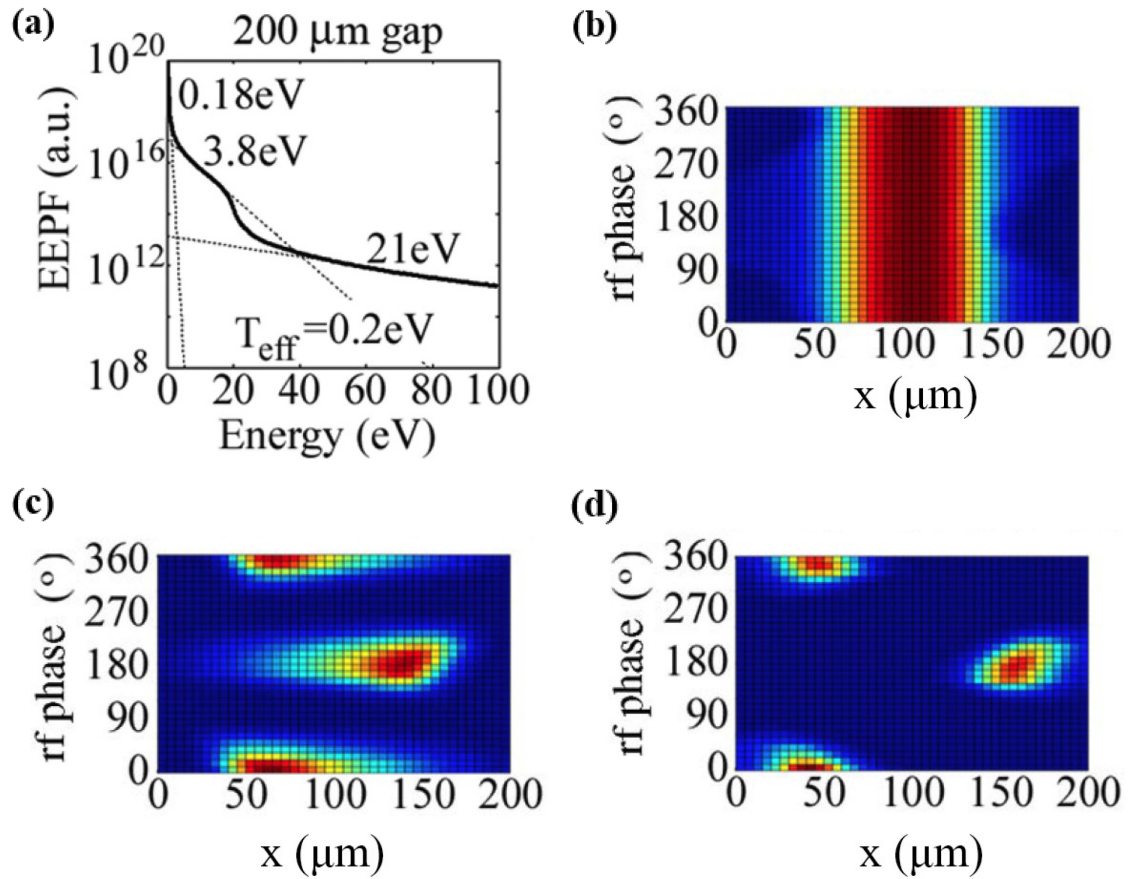 (a)
200 μm gap
EEPF (a.u.)
10^20
10^16
10^12
10^8
0.18eV
3.8eV
21eV
T_eff=0.2eV
0 20 40 60 80 100
Energy (eV)
(b)
rf phase (°)
360
270
180
90
0
0 50 100 150 200
x (μm)
(c)
rf phase (°)
360
270
180
90
0
0 50 100 150 200
x (μm)
(d)
rf phase (°)
360
270
180
90
0
0 50 100 150 200
x (μm)